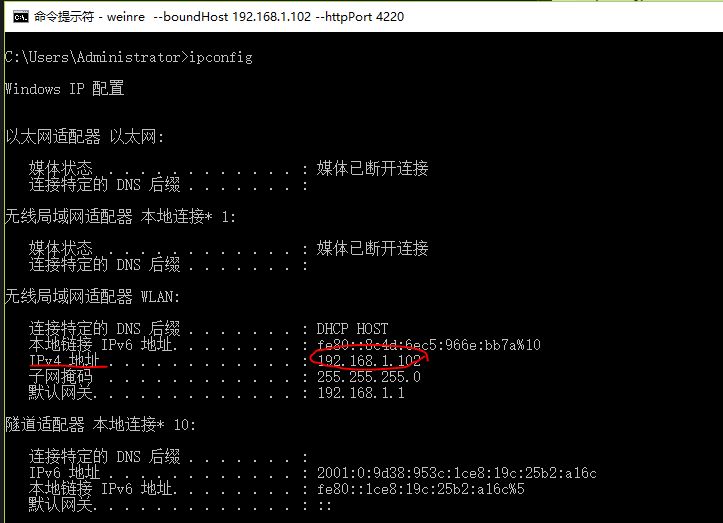 命令提示符 - weinre --boundHost 192.168.1.102 --httpPort 4220
C:\Users\Administrator>ipconfig
Windows IP 配置
以太网适配器 以太网:
媒体状态 . . . . . . . . . . . . : 媒体已断开连接
连接特定的 DNS 后缀 . . . . . . . :
无线局域网适配器 本地连接* 1:
媒体状态 . . . . . . . . . . . . : 媒体已断开连接
连接特定的 DNS 后缀 . . . . . . . :
无线局域网适配器 WLAN:
连接特定的 DNS 后缀 . . . . . . . : DHCP HOST
本地链接 IPv6 地址. . . . . . . . : fe80::8c4d:6ec5:966e:bb7a%10
IPv4 地址 . . . . . . . . . . . . : 192.168.1.102
子网掩码 . . . . . . . . . . . . : 255.255.255.0
默认网关. . . . . . . . . . . . . : 192.168.1.1
隧道适配器 本地连接* 10:
连接特定的 DNS 后缀 . . . . . . . :
IPv6 地址 . . . . . . . . . . . . : 2001:0:9d38:953c:1ce8:19c:25b2:a16c
本地链接 IPv6 地址. . . . . . . . : fe80::1ce8:19c:25b2:a16c%5
默认网关. . . . . . . . . . . . . : ::